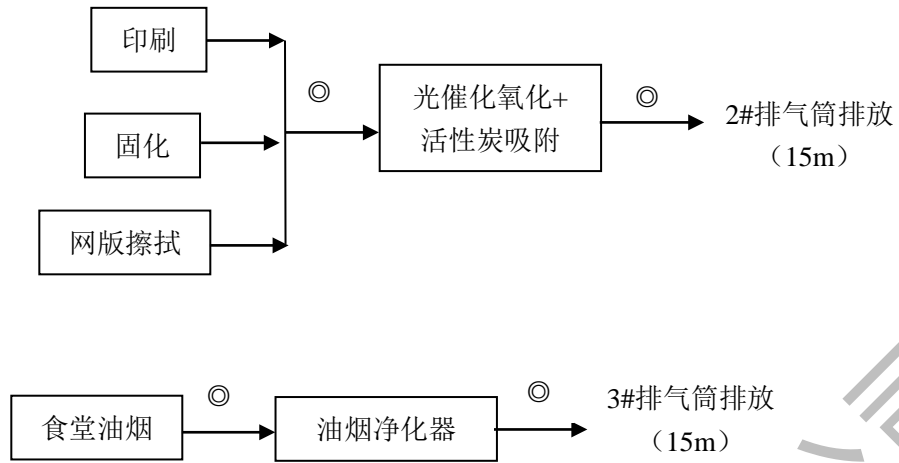 印刷
固化
网版擦拭
◎
光催化氧化+
活性炭吸附
◎
2#排气筒排放
（15m）
食堂油烟
◎
油烟净化器
◎
3#排气筒排放
（15m）